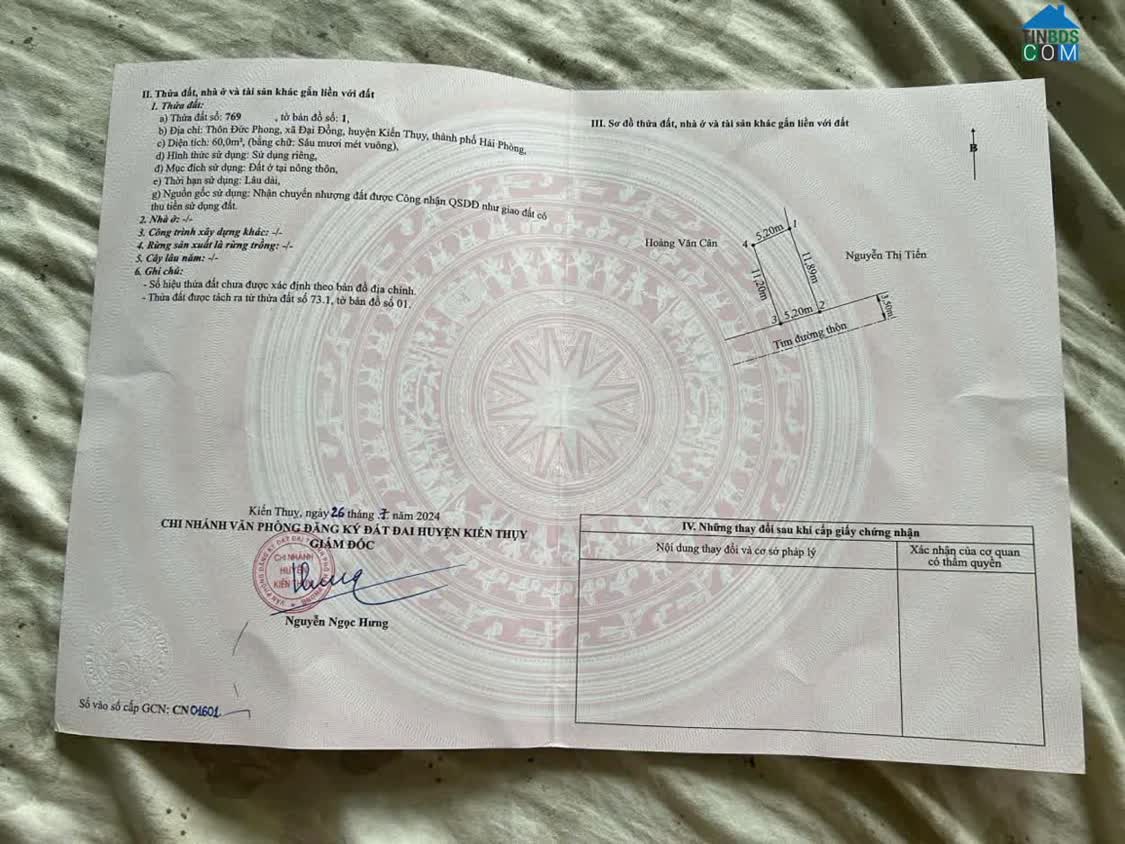 TINBDS
COM
II. Thửa đất, nhà ở và tài sản khác gắn liền với đất
1. Thửa đất:
a) Thửa đất số: 769 , tờ bản đồ số: 1,
b) Địa chỉ: Thôn Đức Phong, xã Đại Đồng, huyện Kiến Thụy, thành phố Hải Phòng,
c) Diện tích: 60,0m², (bằng chữ: Sáu mươi mét vuông),
d) Hình thức sử dụng: Sử dụng riêng,
đ) Mục đích sử dụng: Đất ở tại nông thôn,
e) Thời hạn sử dụng: Lâu dài,
g) Nguồn gốc sử dụng: Nhận chuyển nhượng đất được Công nhận QSDĐ như giao đất có
thu tiền sử dụng đất.
2. Nhà ở: -/-
3. Công trình xây dựng khác: -/-
4. Rừng sản xuất là rừng trồng: -/-
5. Cây lâu năm: -/-
6. Ghi chú:
- Số hiệu thửa đất chưa được xác định theo bản đồ địa chính.
- Thửa đất được tách ra từ thửa đất số 73.1, tờ bản đồ số 01.
Kiến Thụy, ngày 26 tháng 7 năm 2024
CHI NHÁNH VĂN PHÒNG ĐĂNG KÝ ĐẤT ĐAI HUYỆN KIẾN THỤY
GIÁM ĐỐC
CHI NHÁNH
HUYỆN
KIẾN THỤY
Nguyễn Ngọc Hưng
Số vào sổ cấp GCN: CN 01601
III. Sơ đồ thửa đất, nhà ở và tài sản khác gắn liền với đất
B
Hoàng Văn Cân
Nguyễn Thị Tiến
4
5,20m
1
11,20m
11,89m
3
5,20m
2
3,50m
Tim đường thôn
IV. Những thay đổi sau khi cấp giấy chứng nhận
Nội dung thay đổi và cơ sở pháp lý
Xác nhận của cơ quan
có thẩm quyền